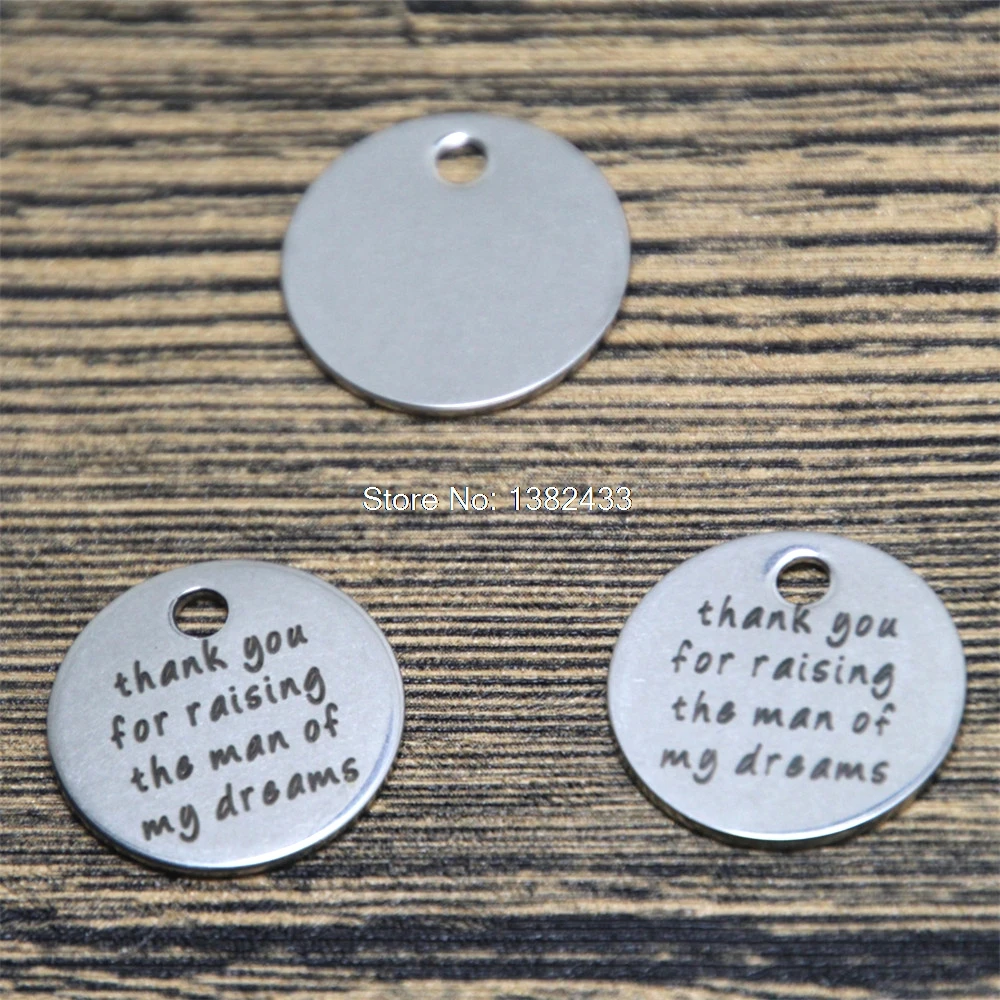 Store No: 1382433
thank you
for raising
the man of
my dreams
thank you
for raising
the man of
my dreams